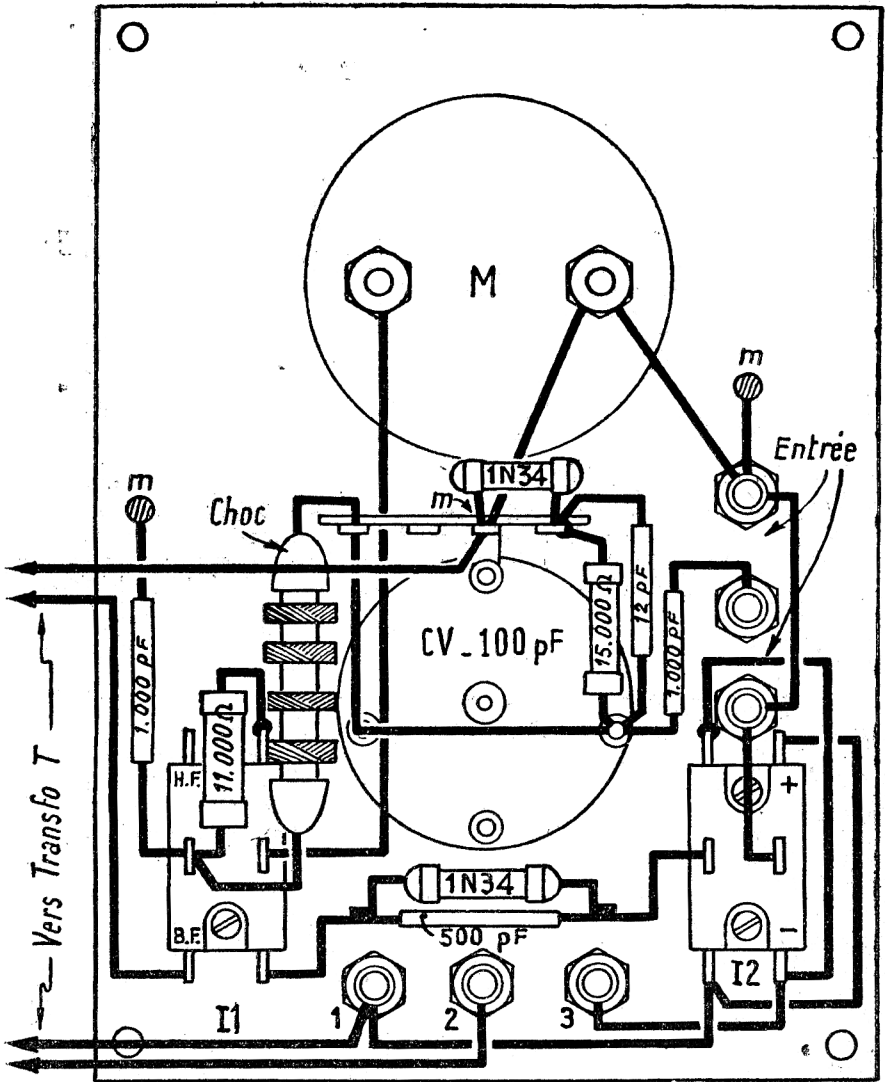 M
m
Entrée
1N34
m
m
Choc
CV_100 pF
15.000 Ω
12 pF
1.000 pF
1.000 pF
11.000 Ω
H.F.
B.F.
+
-
1N34
500 pF
I1
1
2
3
I2
Vers Transfo T